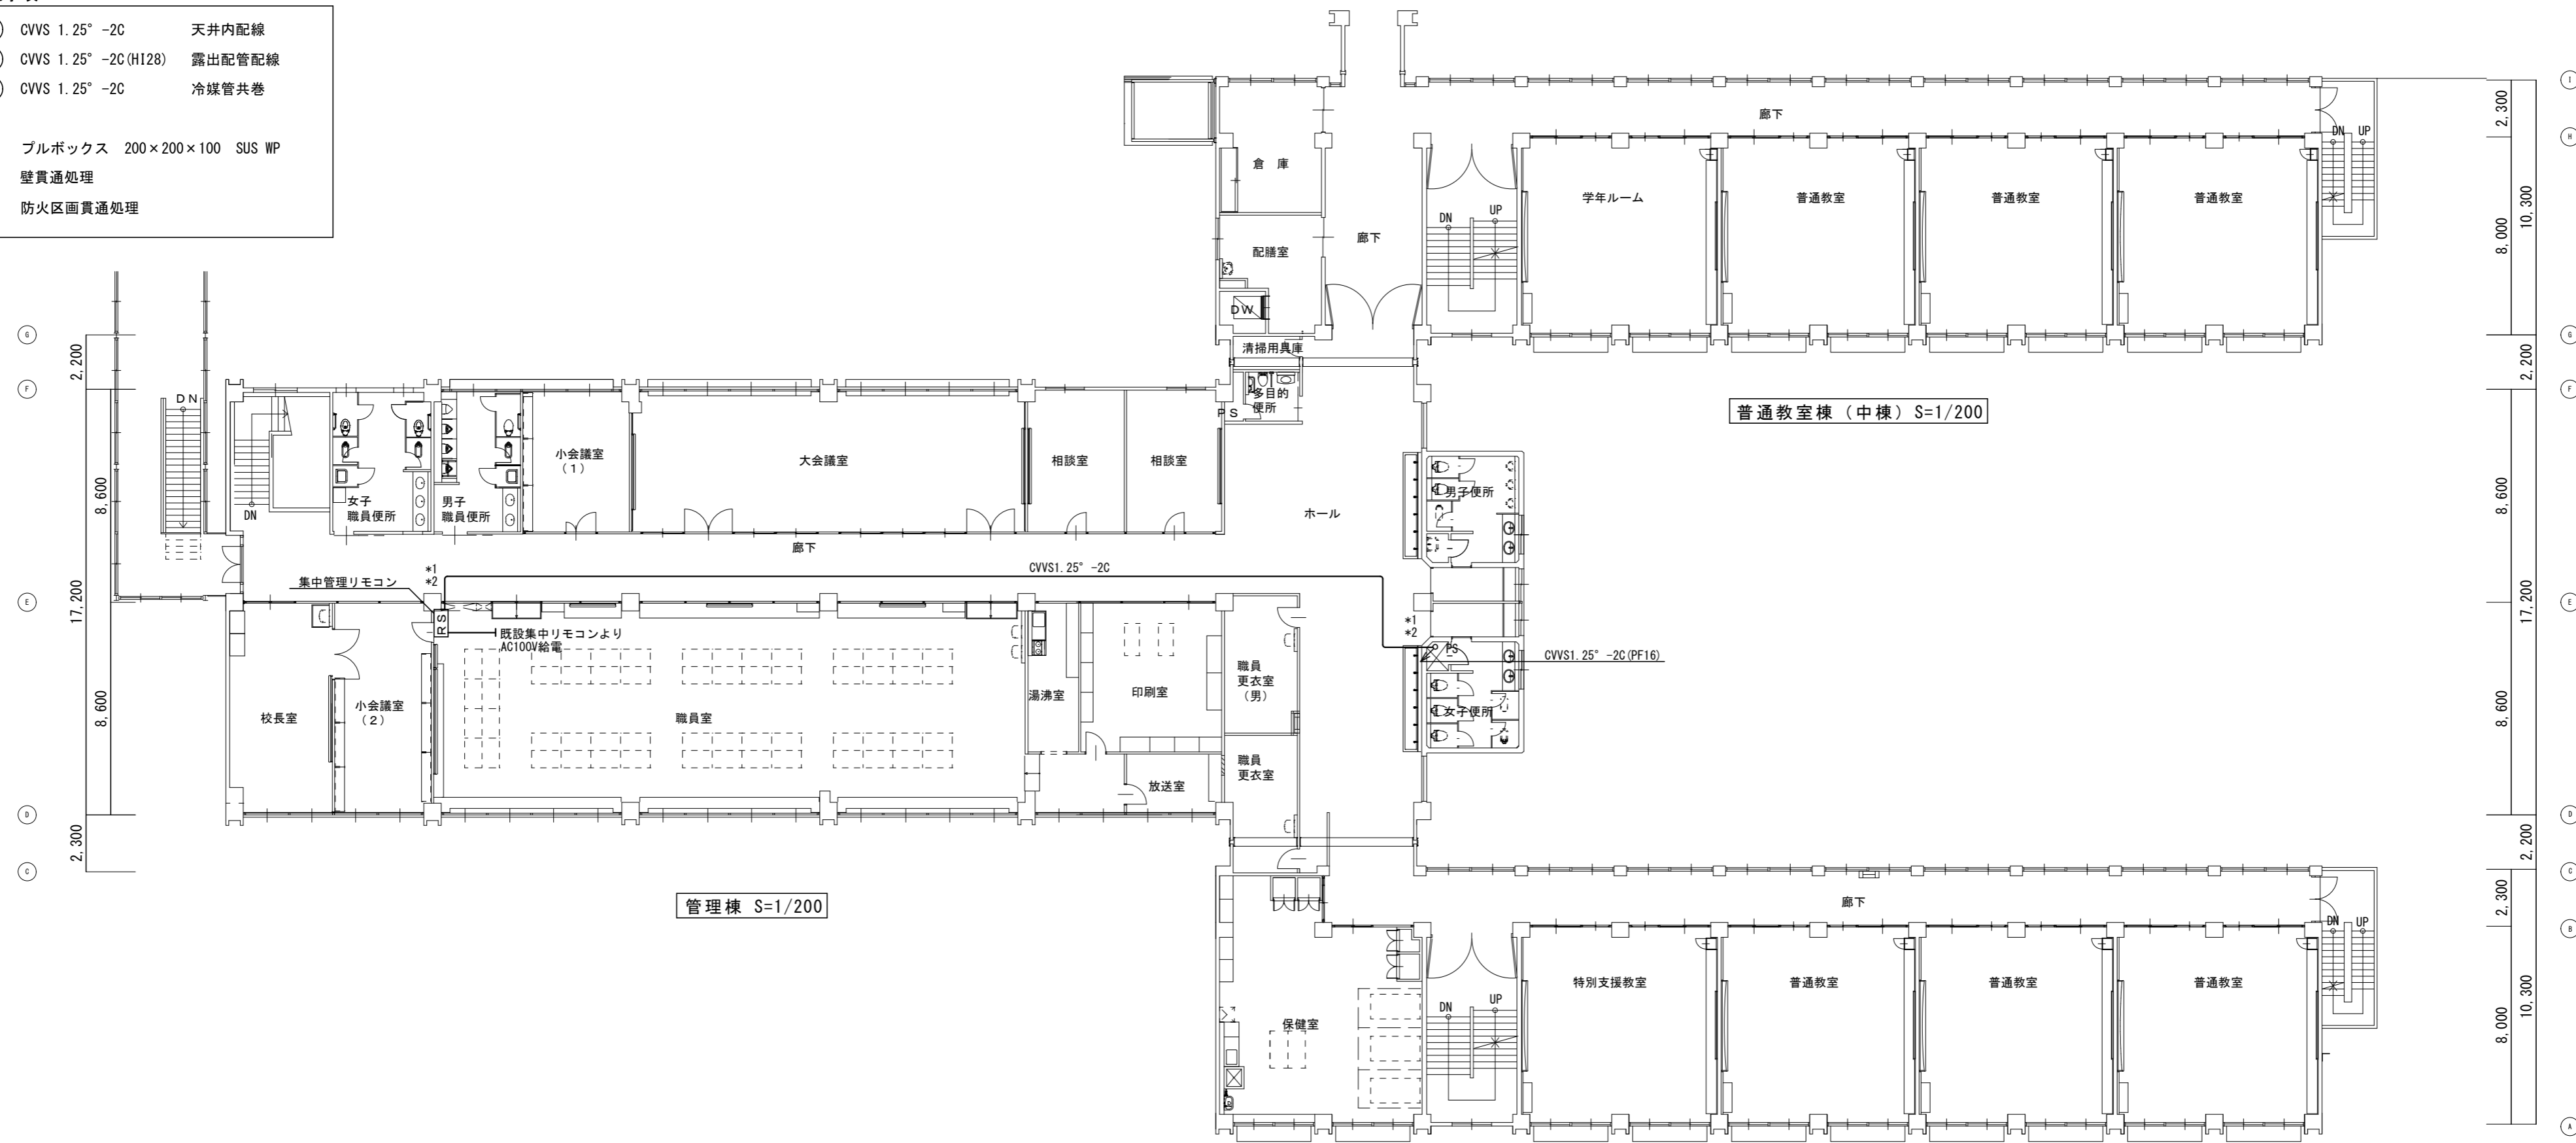 CVVS 1.25°-2C 天井内配線
CVVS 1.25°-2C(HI28) 露出配管配線
CVVS 1.25°-2C 冷媒管共巻
プルボックス 200×200×100 SUS WP
壁貫通処理
防火区画貫通処理
I
2,300
廊下
H
DN UP
倉 庫
学年ルーム
普通教室
普通教室
普通教室
10,300
DN
UP
廊下
8,000
配膳室
DW
G
G
清掃用具庫
2,200
2,200
F
F
DN
多目的
便所
PS
普通教室棟(中棟)S=1/200
小会議室
(1)
大会議室
相談室
相談室
8,600
8,600
男子便所
女子
職員便所
男子
職員便所
DN
ホール
廊下
*1
*2
CVVS1.25°-2C
集中管理リモコン
E
E
17,200
17,200
RS
既設集中リモコンより
AC100V給電
*1
*2
PS
CVVS1.25°-2C(PF16)
職員
更衣室
(男)
湯沸室
印刷室
校長室
小会議室
(2)
職員室
女子便所
8,600
8,600
職員
更衣室
放送室
D
D
2,300
2,200
C
C
管理棟 S=1/200
廊下
2,300
DN UP
B
特別支援教室
普通教室
普通教室
普通教室
10,300
DN
UP
保健室
8,000
A